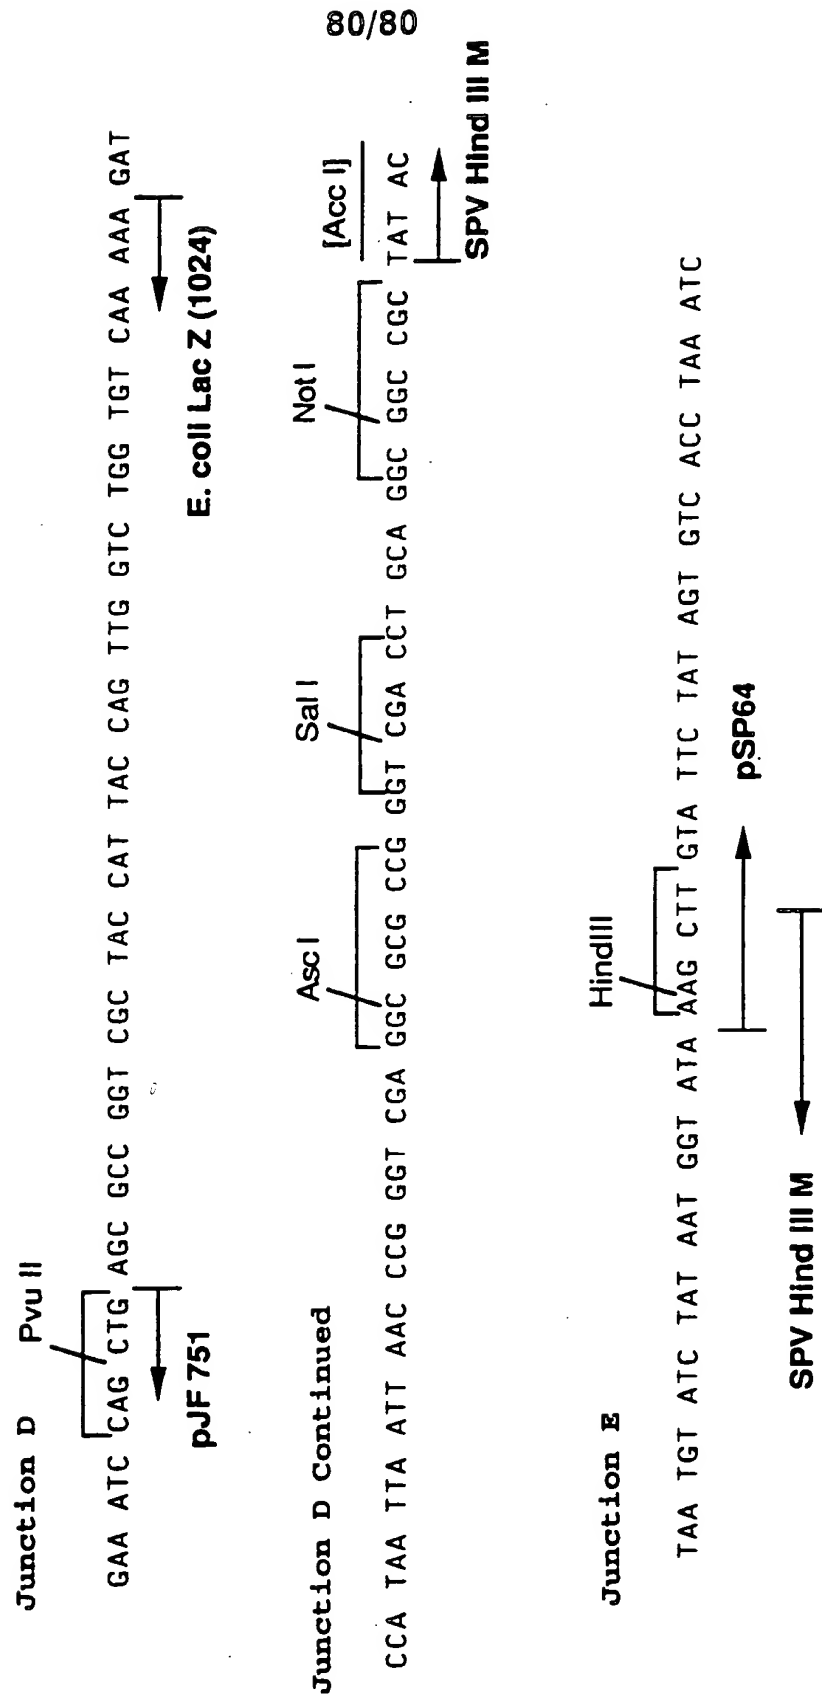 80/80
Junction D
Pvu II
GAA ATC CAG CTG AGC GCC GGT CGC TAC CAT TAC CAG TTG GTC TGG TGT CAA AAA GAT
pJF 751
E. coli Lac Z (1024)
Junction D Continued
Asc I
Sal I
Not I
[Acc I]
CCA TAA TTA ATT AAC CCG GGT CGA GGC GCG CCG GGT CGA CCT GCA GGC GGC CGC TAT AC
SPV Hind III M
Junction E
HindIII
TAA TGT ATC TAT AAT GGT ATA AAG CTT GTA TTC TAT AGT GTC ACC TAA ATC
pSP64
SPV Hind III M